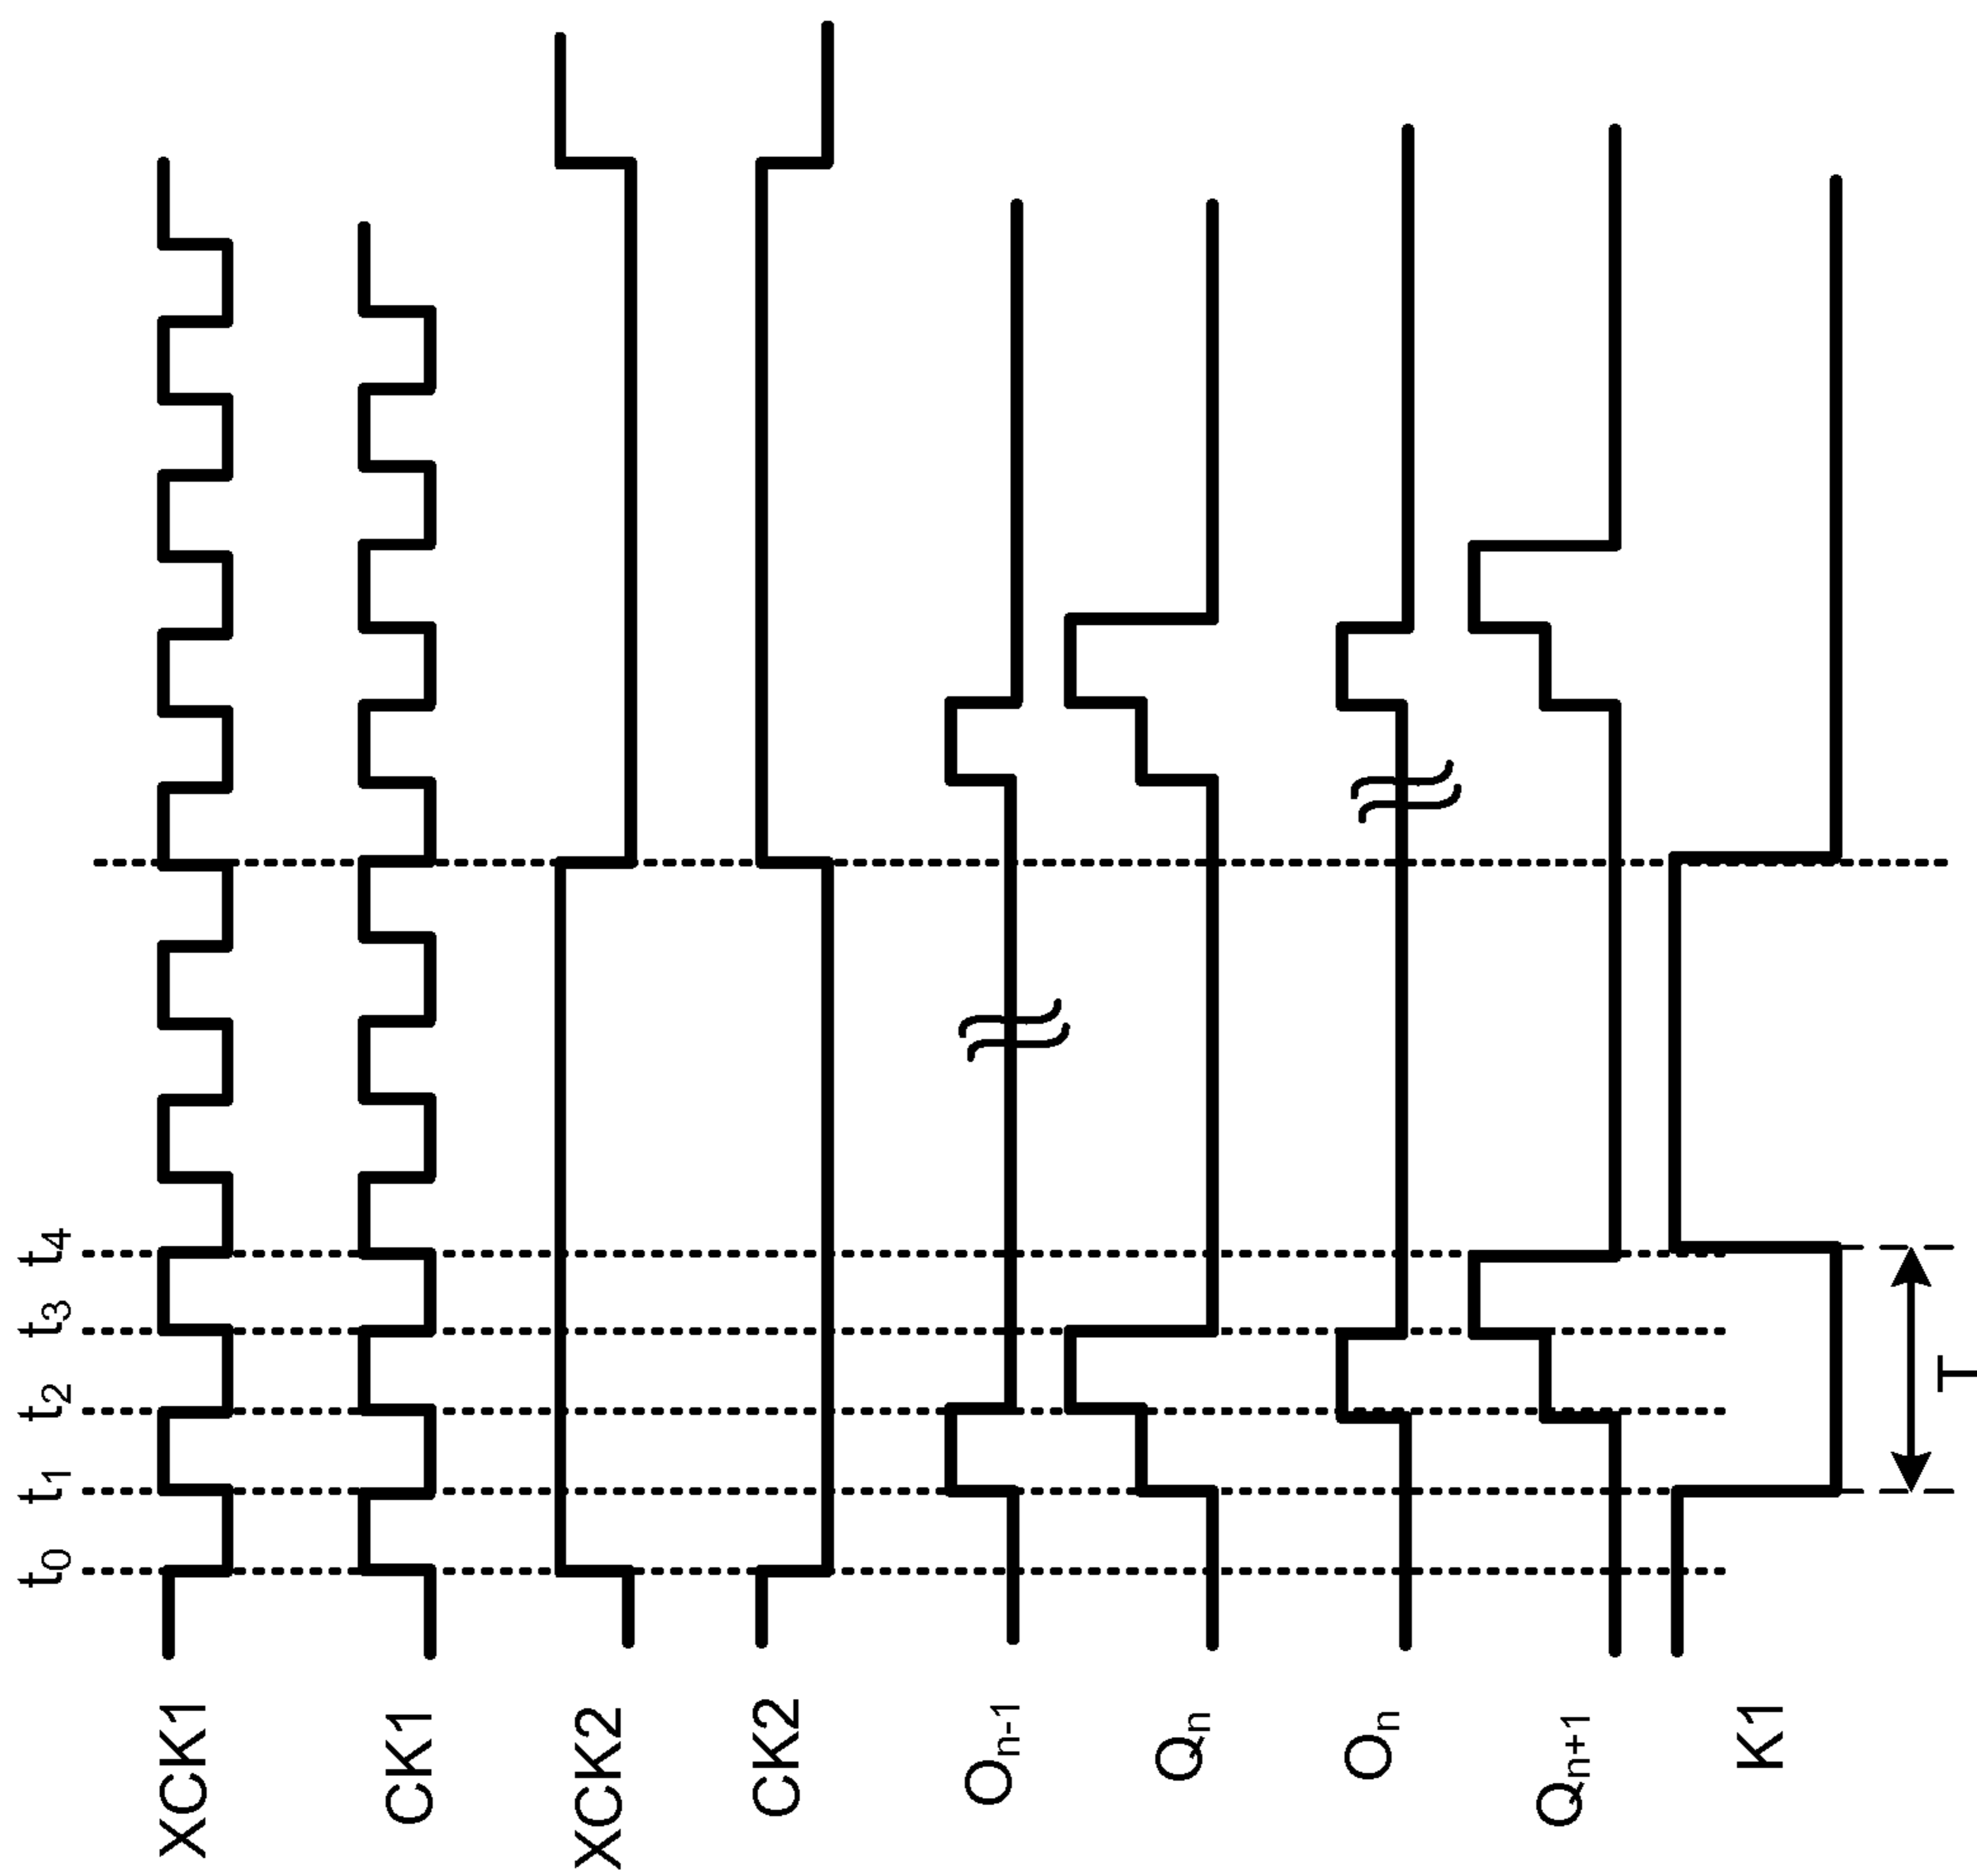 t0 t1 t2 t3 t4
XCK1
CK1
XCK2
CK2
On-1
Qn
On
Qn+1
K1
T